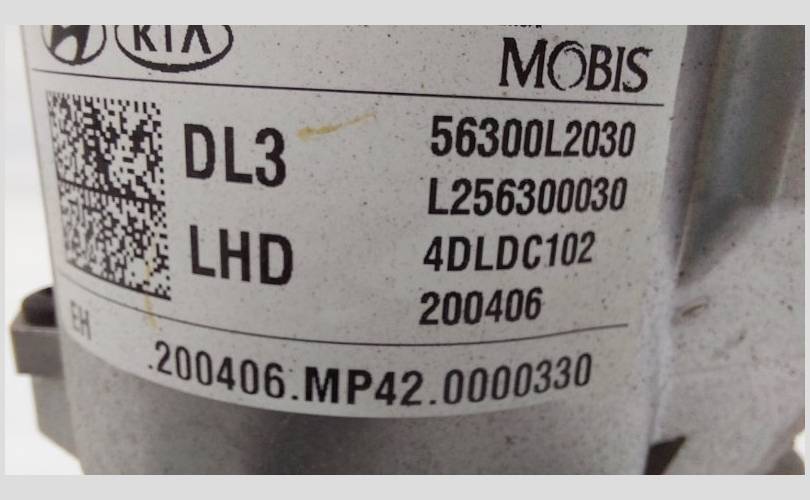 KIA
MOBIS
DL3
LHD
56300L2030
L256300030
4DLDC102
200406
EH
.200406.MP42.0000330